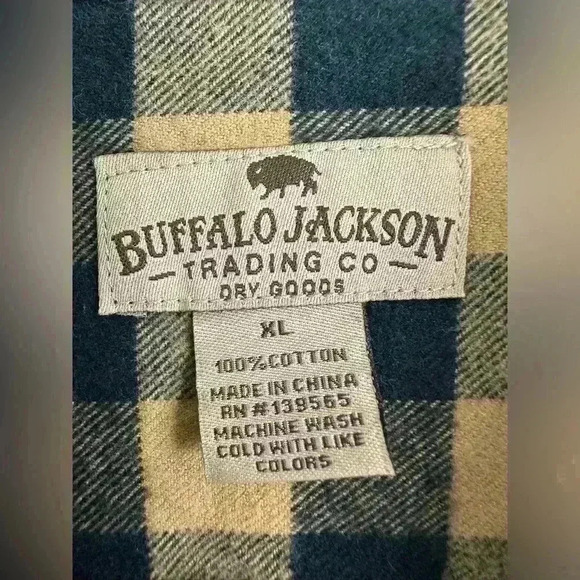 BUFFALO JACKSON
— TRADING CO —
DRY GOODS
XL
100% COTTON
MADE IN CHINA
RN # 139565
MACHINE WASH
COLD WITH LIKE
COLORS